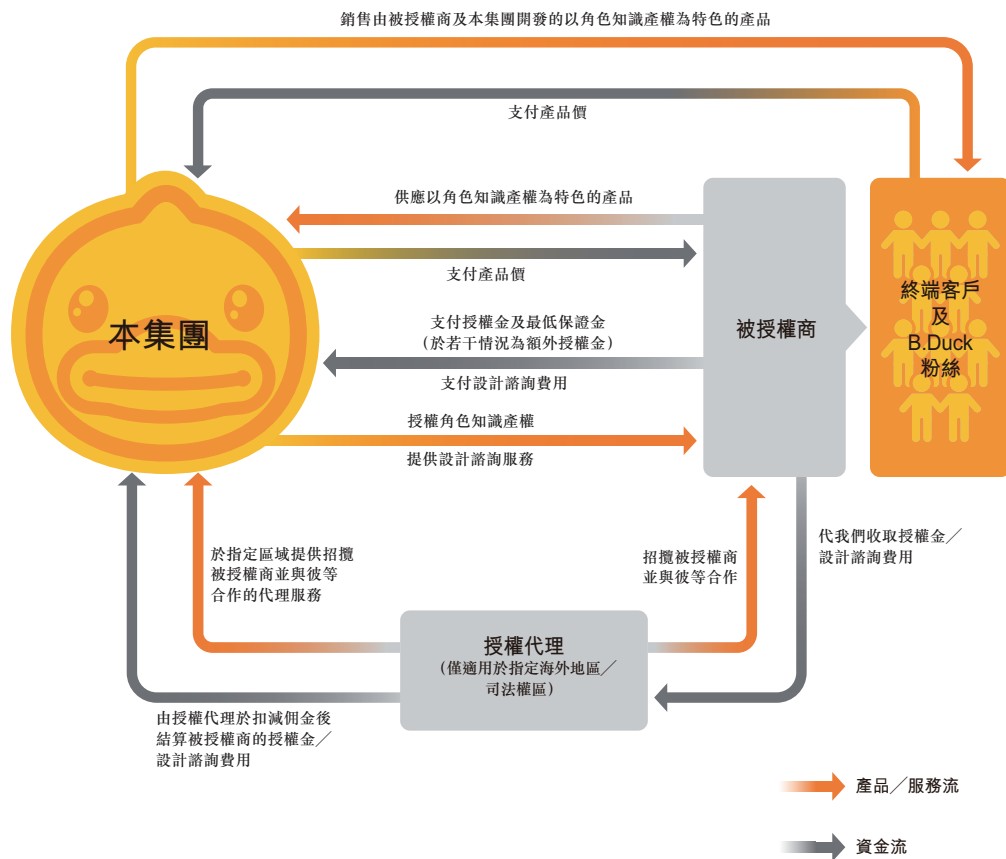 銷售由被授權商及本集團開發的以角色知識產權為特色的產品
支付產品價
供應以角色知識產權為特色的產品
支付產品價
本集團
支付授權金及最低保證金
(於若干情況為額外授權金)
支付設計諮詢費用
授權角色知識產權
提供設計諮詢服務
被授權商
終端客戶
及
B.Duck
粉絲
於指定區域提供招攬
被授權商並與彼等
合作的代理服務
招攬被授權商
並與彼等合作
代我們收取授權金╱
設計諮詢費用
授權代理
(僅適用於指定海外地區╱
司法權區)
由授權代理於扣減佣金後
結算被授權商的授權金╱
設計諮詢費用
產品╱服務流
資金流